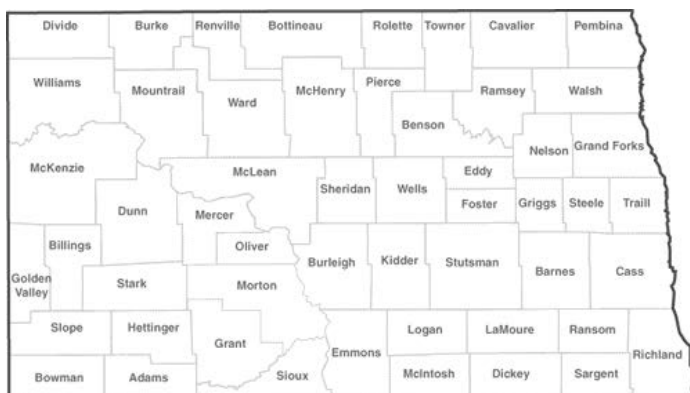 Divide
Burke
Renville
Bottineau
Rolette
Towner
Cavalier
Pembina
Williams
Mountrail
Ward
McHenry
Pierce
Ramsey
Walsh
Benson
McKenzie
McLean
Sheridan
Wells
Eddy
Nelson
Grand Forks
Dunn
Mercer
Foster
Griggs
Steele
Traill
Billings
Oliver
Burleigh
Kidder
Stutsman
Barnes
Cass
Golden
Valley
Stark
Morton
Slope
Hettinger
Grant
Emmons
Logan
LaMoure
Ransom
Richland
Bowman
Adams
Sioux
McIntosh
Dickey
Sargent